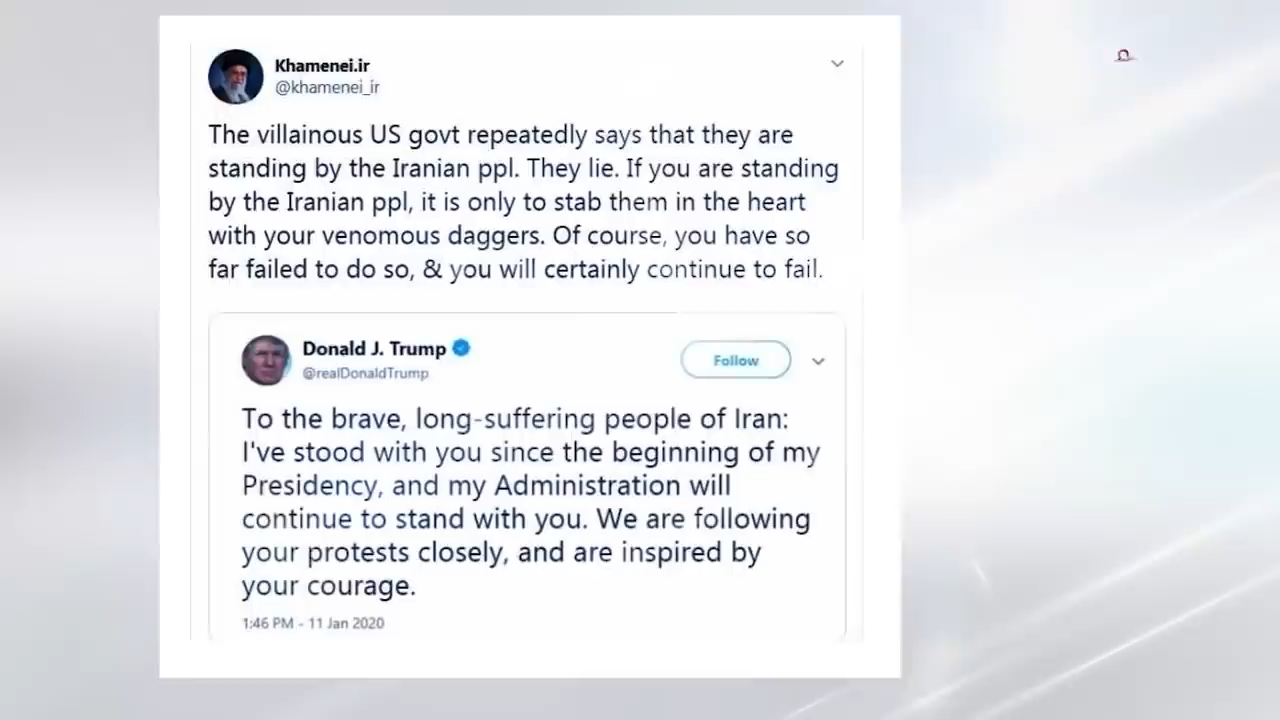 Khamenei.ir
@khamenei_ir
The villainous US govt repeatedly says that they are
standing by the Iranian ppl. They lie. If you are standing
by the Iranian ppl, it is only to stab them in the heart
with your venomous daggers. Of course, you have so
far failed to do so, & you will certainly continue to fail.
Donald J. Trump
@realDonaldTrump
Follow
To the brave, long-suffering people of Iran:
I've stood with you since the beginning of my
Presidency, and my Administration will
continue to stand with you. We are following
your protests closely, and are inspired by
your courage.
1:46 PM - 11 Jan 2020